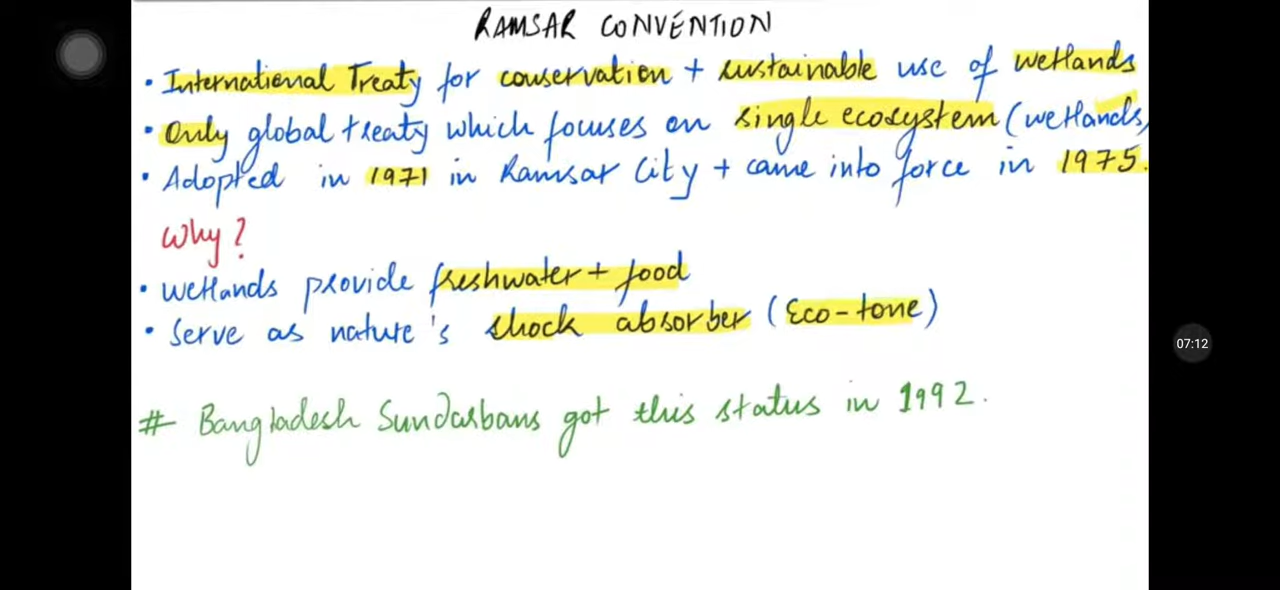 RAMSAR CONVENTION
• International Treaty for conservation + sustainable use of wetlands
• Only global treaty which focuses on single ecosystem (wetlands)
• Adopted in 1971 in Ramsar City + came into force in 1975.
Why?
• wetlands provide freshwater + food
• Serve as nature's shock absorber (Eco-tone)
07:12
# Bangladesh Sundarbans got this status in 1992.